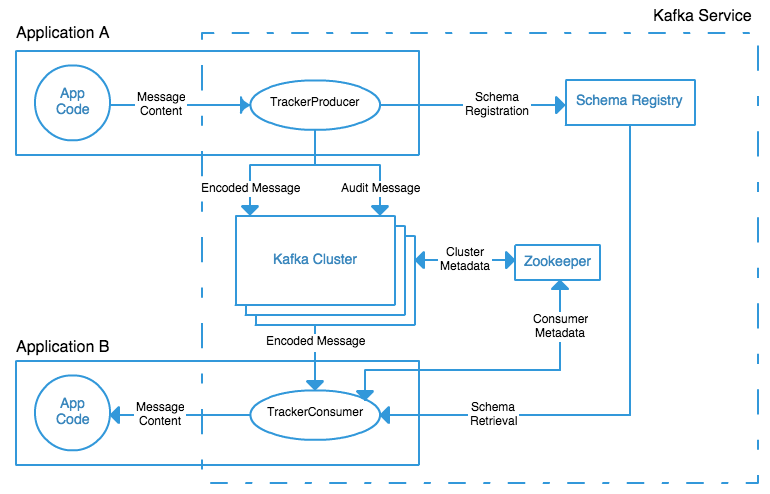 Kafka Service
Application A
App
Code
Message
Content
TrackerProducer
Schema
Registration
Schema Registry
Encoded Message
Audit Message
Kafka Cluster
Cluster
Metadata
Zookeeper
Consumer
Metadata
Encoded Message
Application B
App
Code
Message
Content
TrackerConsumer
Schema
Retrieval